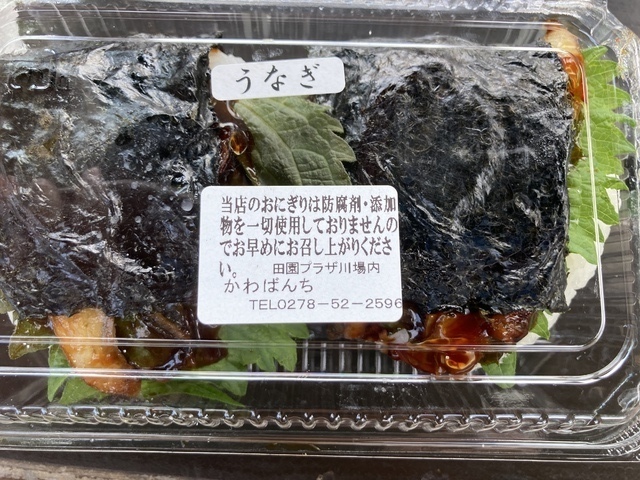 うなぎ
当店のおにぎりは防腐剤・添加
物を一切使用しておりませんの
でお早めにお召し上がりくださ
い。 田園プラザ川場内
かわばんち
TEL0278-52-2596